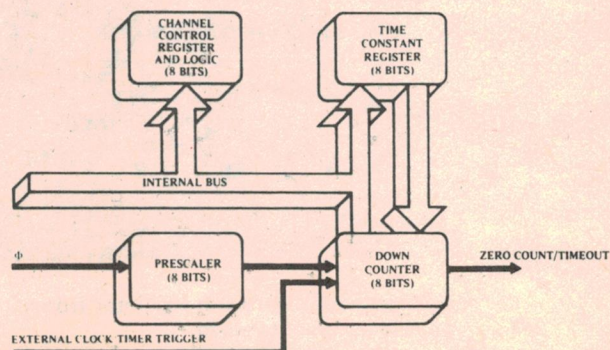 CHANNEL
CONTROL
REGISTER
AND LOGIC
(8 BITS)
TIME
CONSTANT
REGISTER
(8 BITS)
INTERNAL BUS
Φ
PRESCALER
(8 BITS)
DOWN
COUNTER
(8 BITS)
ZERO COUNT/TIMEOUT
EXTERNAL CLOCK TIMER TRIGGER